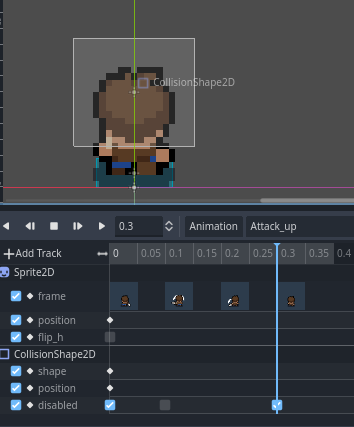 CollisionShape2D
0.3 Animation Attack_up
Add Track 0 0.05 0.1 0.15 0.2 0.25 0.3 0.35 0.4
Sprite2D
frame
position
flip_h
CollisionShape2D
shape
position
disabled